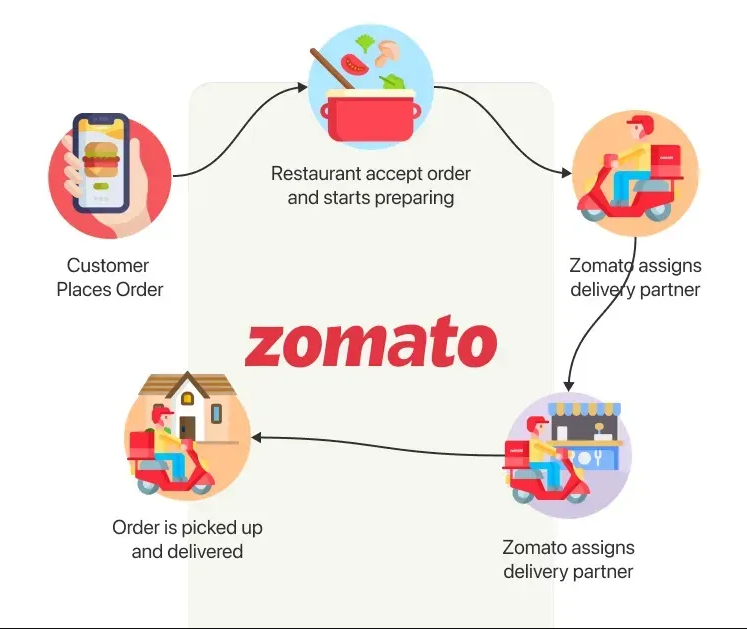 Restaurant accept order
and starts preparing
Customer
Places Order
Zomato assigns
delivery partner
zomato
Order is picked up
and delivered
Zomato assigns
delivery partner